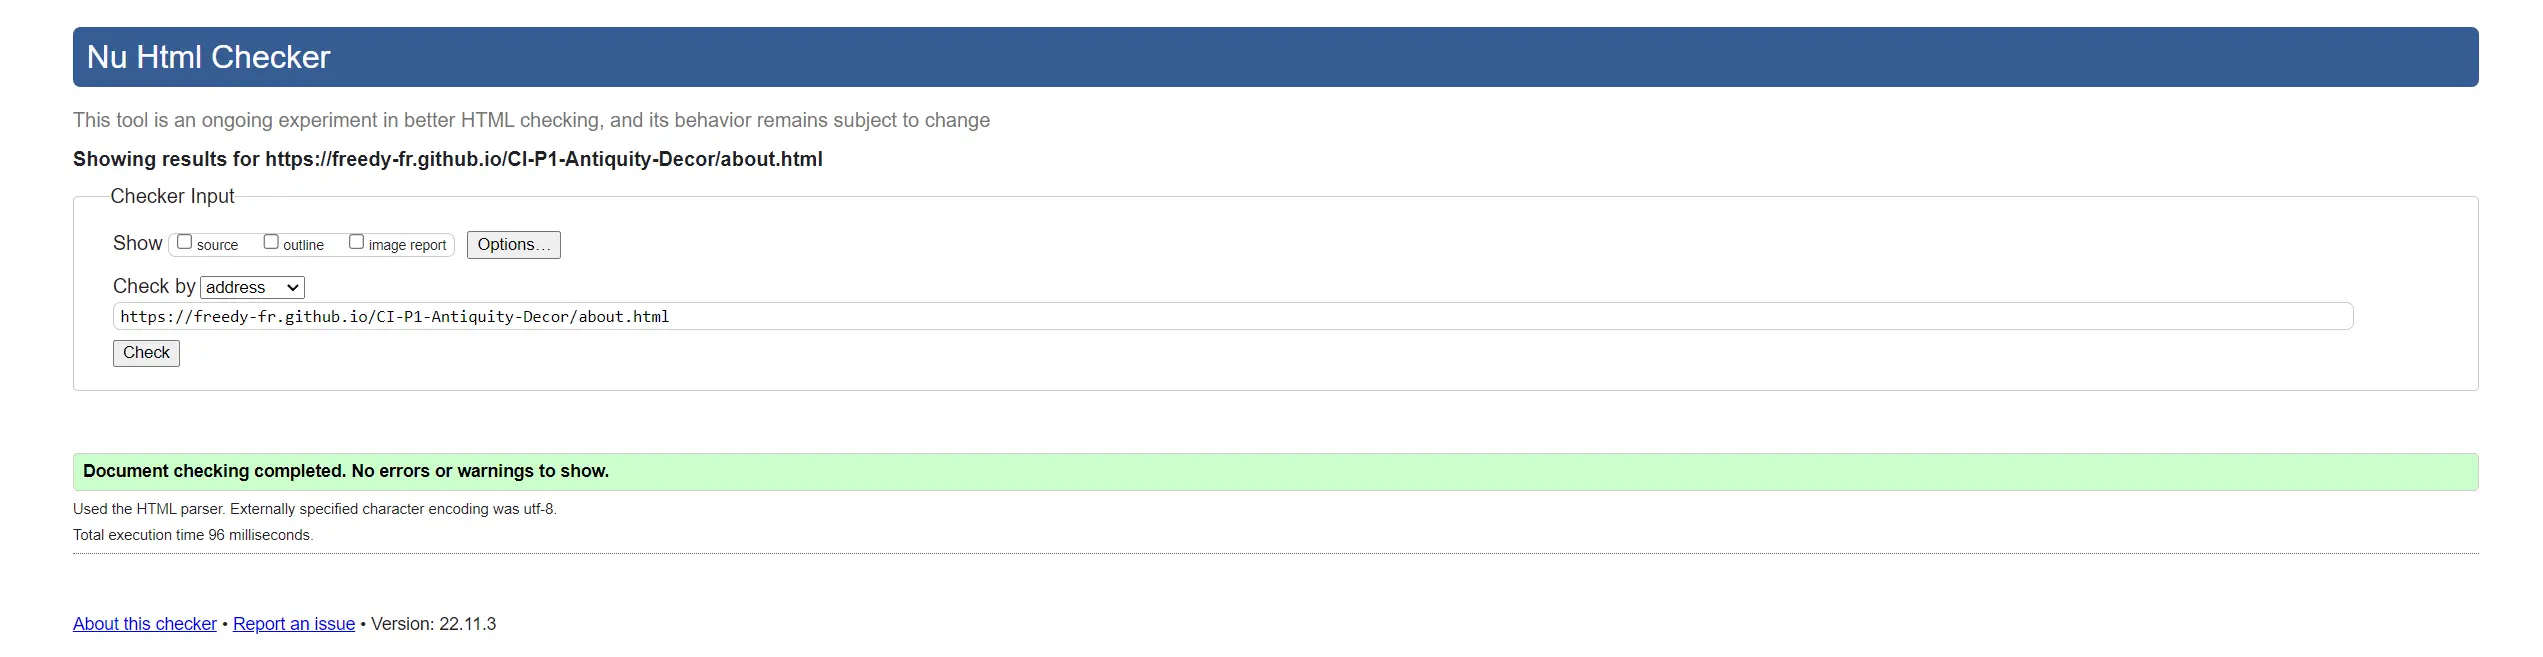 Nu Html Checker
This tool is an ongoing experiment in better HTML checking, and its behavior remains subject to change
Showing results for https://freedy-fr.github.io/CI-P1-Antiquity-Decor/about.html
Checker Input
Show source outline image report Options...
Check by address
https://freedy-fr.github.io/CI-P1-Antiquity-Decor/about.html
Check
Document checking completed. No errors or warnings to show.
Used the HTML parser. Externally specified character encoding was utf-8.
Total execution time 96 milliseconds.
About this checker • Report an issue • Version: 22.11.3